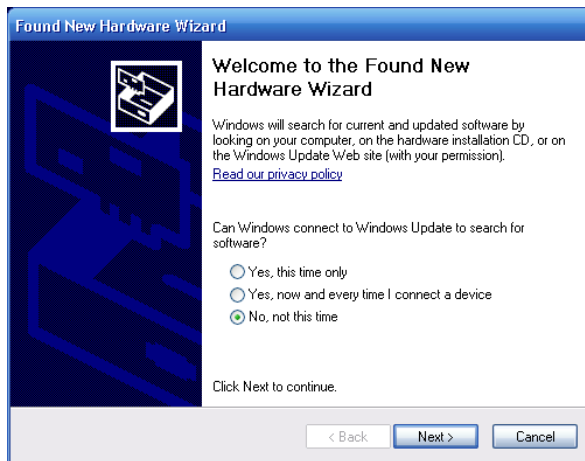 Found New Hardware Wizard
Welcome to the Found New
Hardware Wizard
Windows will search for current and updated software by
looking on your computer, on the hardware installation CD, or on
the Windows Update Web site (with your permission).
Read our privacy policy
Can Windows connect to Windows Update to search for
software?
Yes, this time only
Yes, now and every time I connect a device
No, not this time
Click Next to continue.
< Back
Next >
Cancel